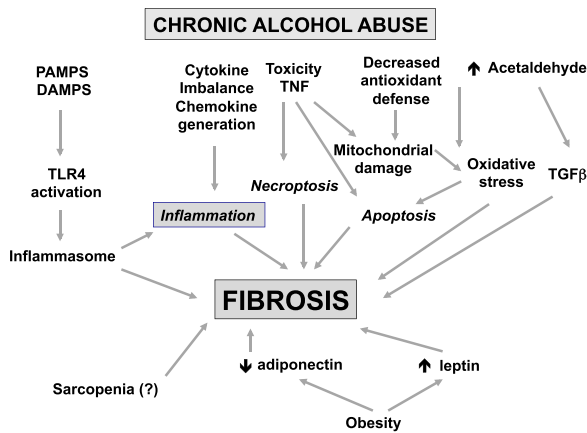 CHRONIC ALCOHOL ABUSE
PAMPS
DAMPS
Cytokine
Imbalance
Chemokine
generation
Toxicity
TNF
Decreased
antioxidant
defense
🡹 Acetaldehyde
TLR4
activation
Mitochondrial
damage
Necroptosis
Oxidative
stress
TGFβ
Inflammation
Apoptosis
Inflammasome
FIBROSIS
🡻 adiponectin
🡹 leptin
Sarcopenia (?)
Obesity